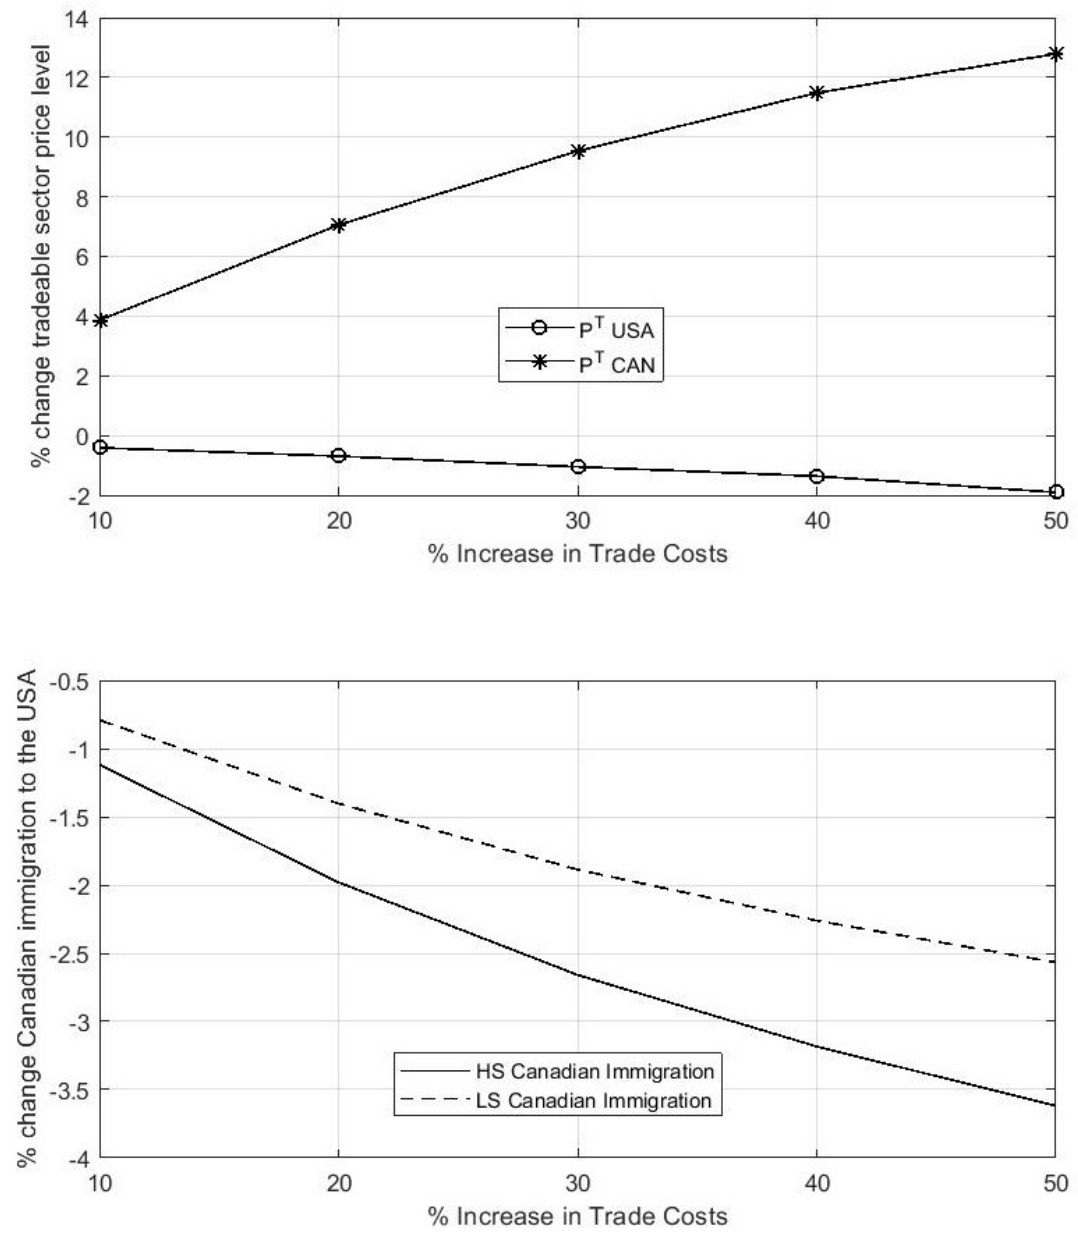 % change tradeable sector price level
14
12
10
8
6
4
2
0
-2
P^T USA
P^T CAN
10 20 30 40 50
% Increase in Trade Costs
% change Canadian immigration to the USA
-0.5
-1
-1.5
-2
-2.5
-3
-3.5
-4
HS Canadian Immigration
LS Canadian Immigration
10 20 30 40 50
% Increase in Trade Costs